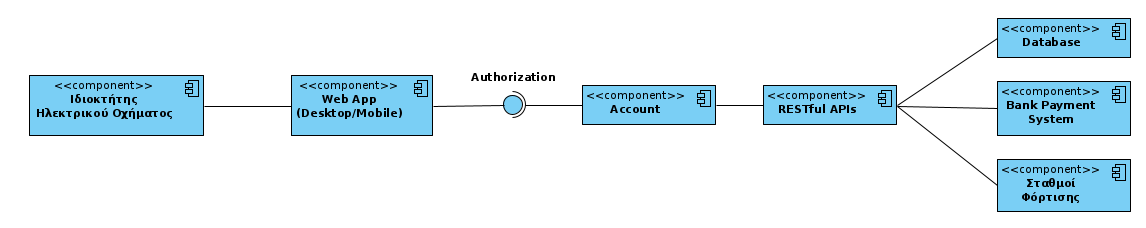 <<component>>
Ιδιοκτήτης
Ηλεκτρικού Οχήματος
<<component>>
Web App
(Desktop/Mobile)
Authorization
<<component>>
Account
<<component>>
RESTful APIs
<<component>>
Database
<<component>>
Bank Payment
System
<<component>>
Σταθμοί
Φόρτισης